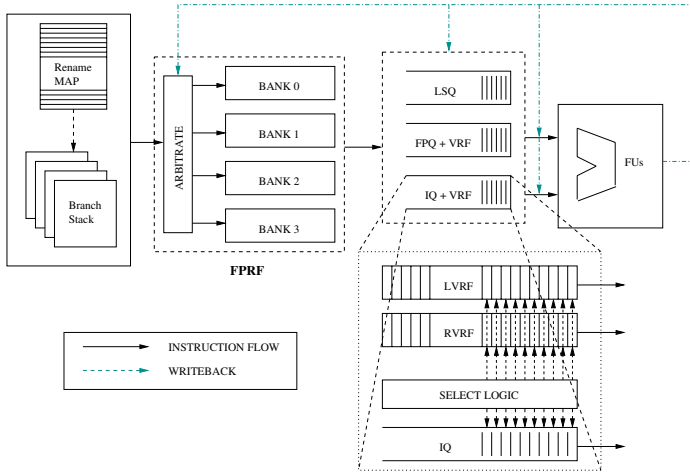 Rename
MAP
Branch
Stack
ARBITRATE
BANK 0
BANK 1
BANK 2
BANK 3
FPRF
LSQ
FPQ + VRF
IQ + VRF
FUs
LVRF
RVRF
SELECT LOGIC
IQ
INSTRUCTION FLOW
WRITEBACK